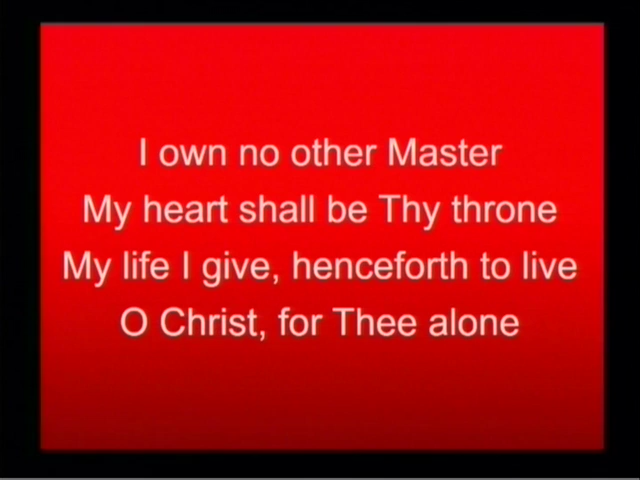 I own no other Master
My heart shall be Thy throne
My life I give, henceforth to live
O Christ, for Thee alone